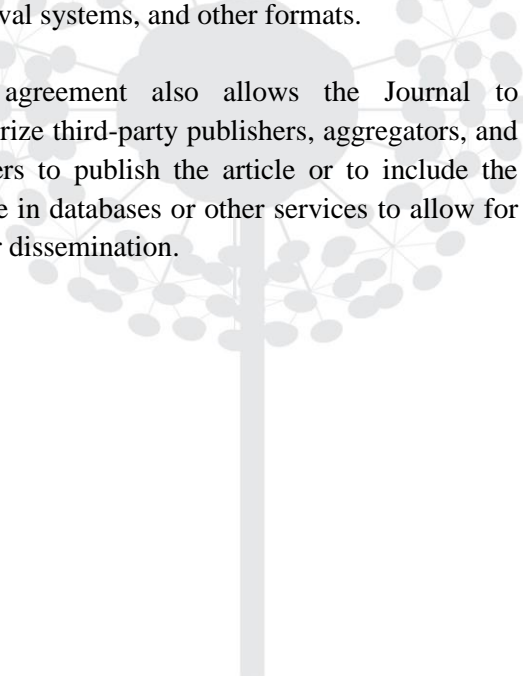 val systems, and other formats.
agreement also allows the Journal to
rize third-party publishers, aggregators, and
ers to publish the article or to include the
e in databases or other services to allow for
r dissemination.